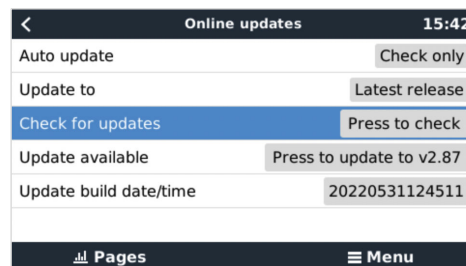 Online updates 15:42
Auto update Check only
Update to Latest release
Check for updates Press to check
Update available Press to update to v2.87
Update build date/time 20220531124511
Pages Menu